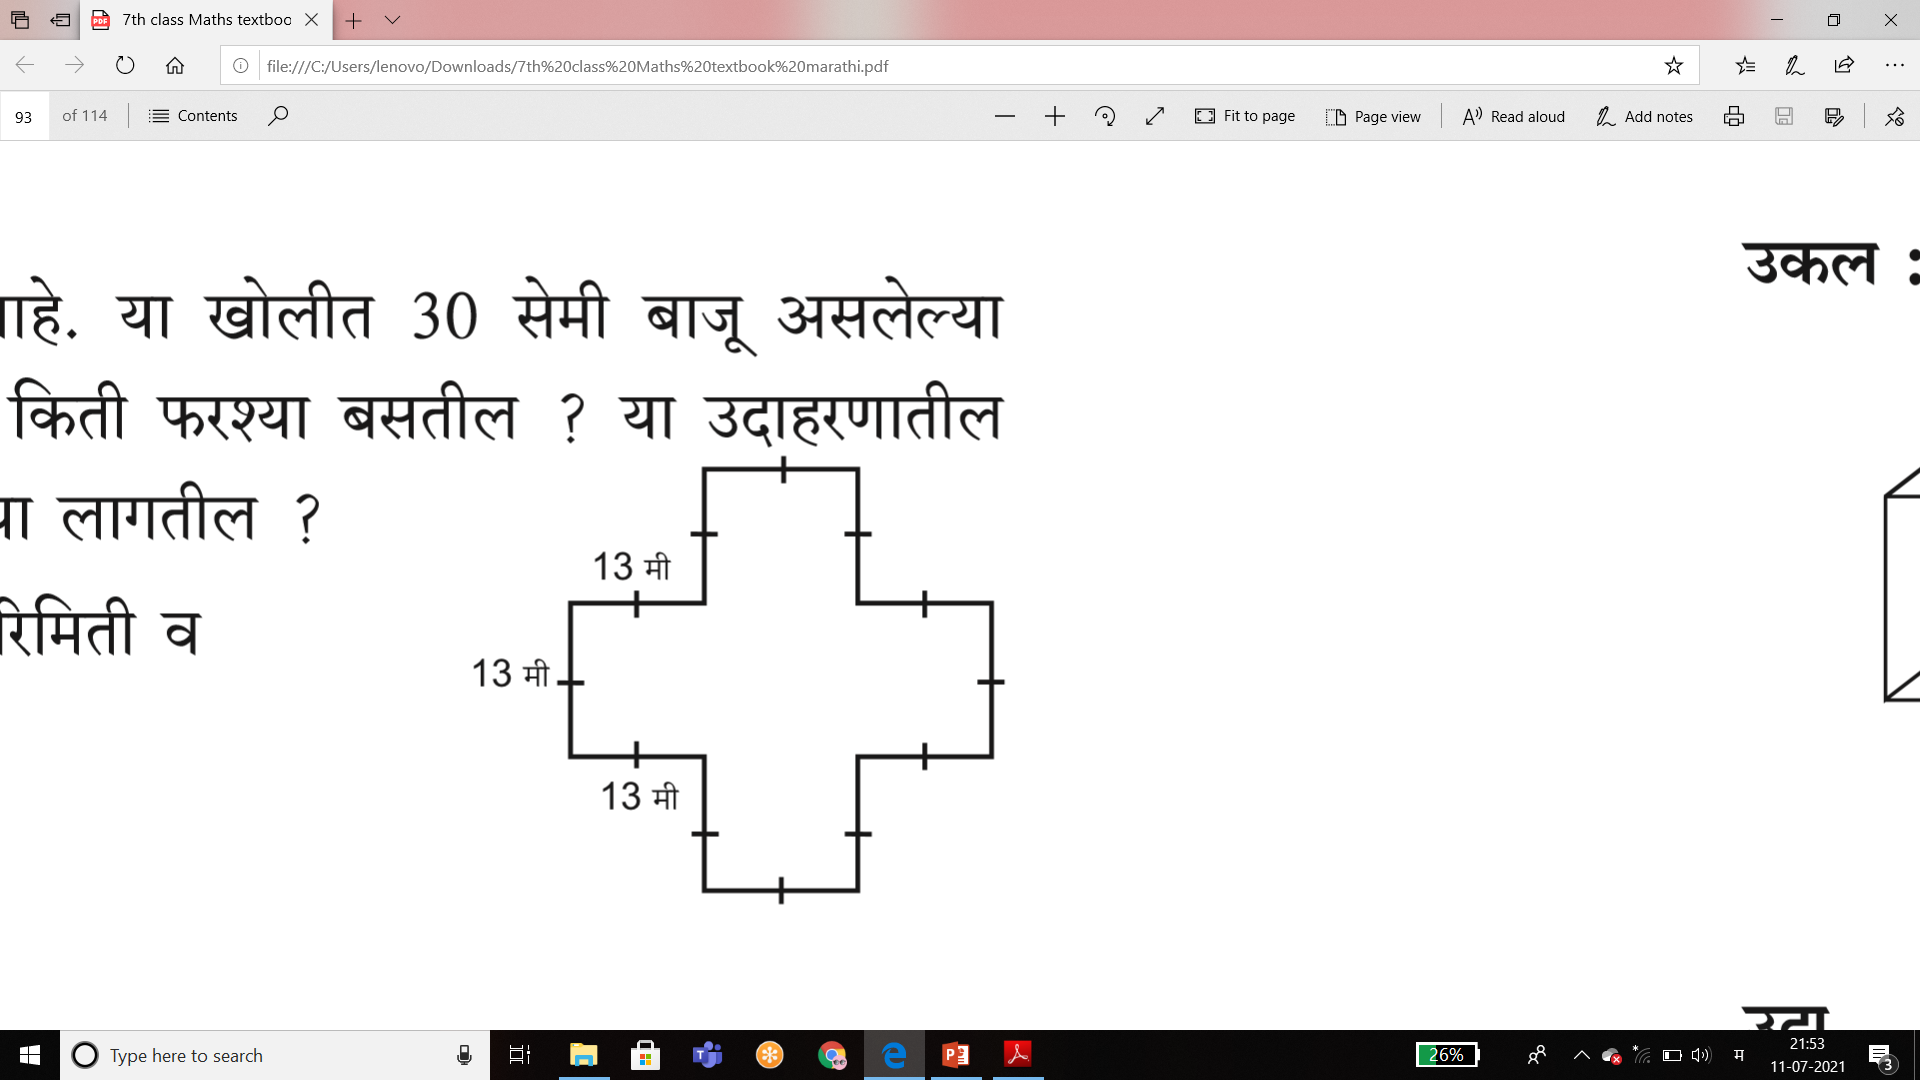 7th class Maths textboo
file:///C:/Users/lenovo/Downloads/7th%20class%20Maths%20textbook%20marathi.pdf
93 of 114 Contents Fit to page Page view Read aloud Add notes
उकल :
या खोलीत 30 सेमी बाजू असलेल्या
किती फरश्या बसतील ? या उदाहरणातील
लागतील ?
व
13 मी
13 मी
13 मी
Type here to search
26%
म
21:53
11-07-2021
3